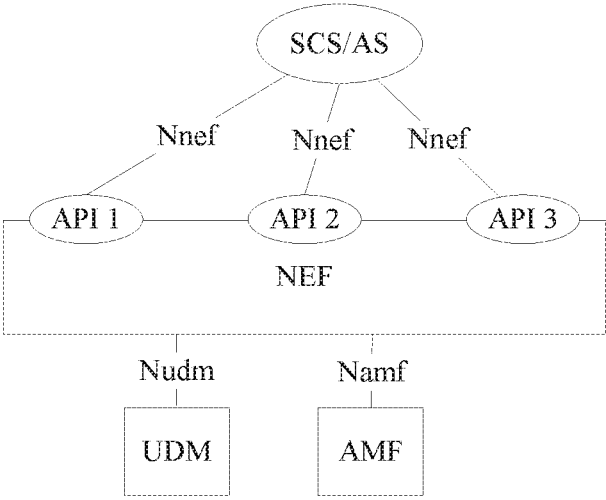 SCS/AS
Nnef
Nnef
Nnef
API 1
API 2
API 3
NEF
Nudm
Namf
UDM
AMF